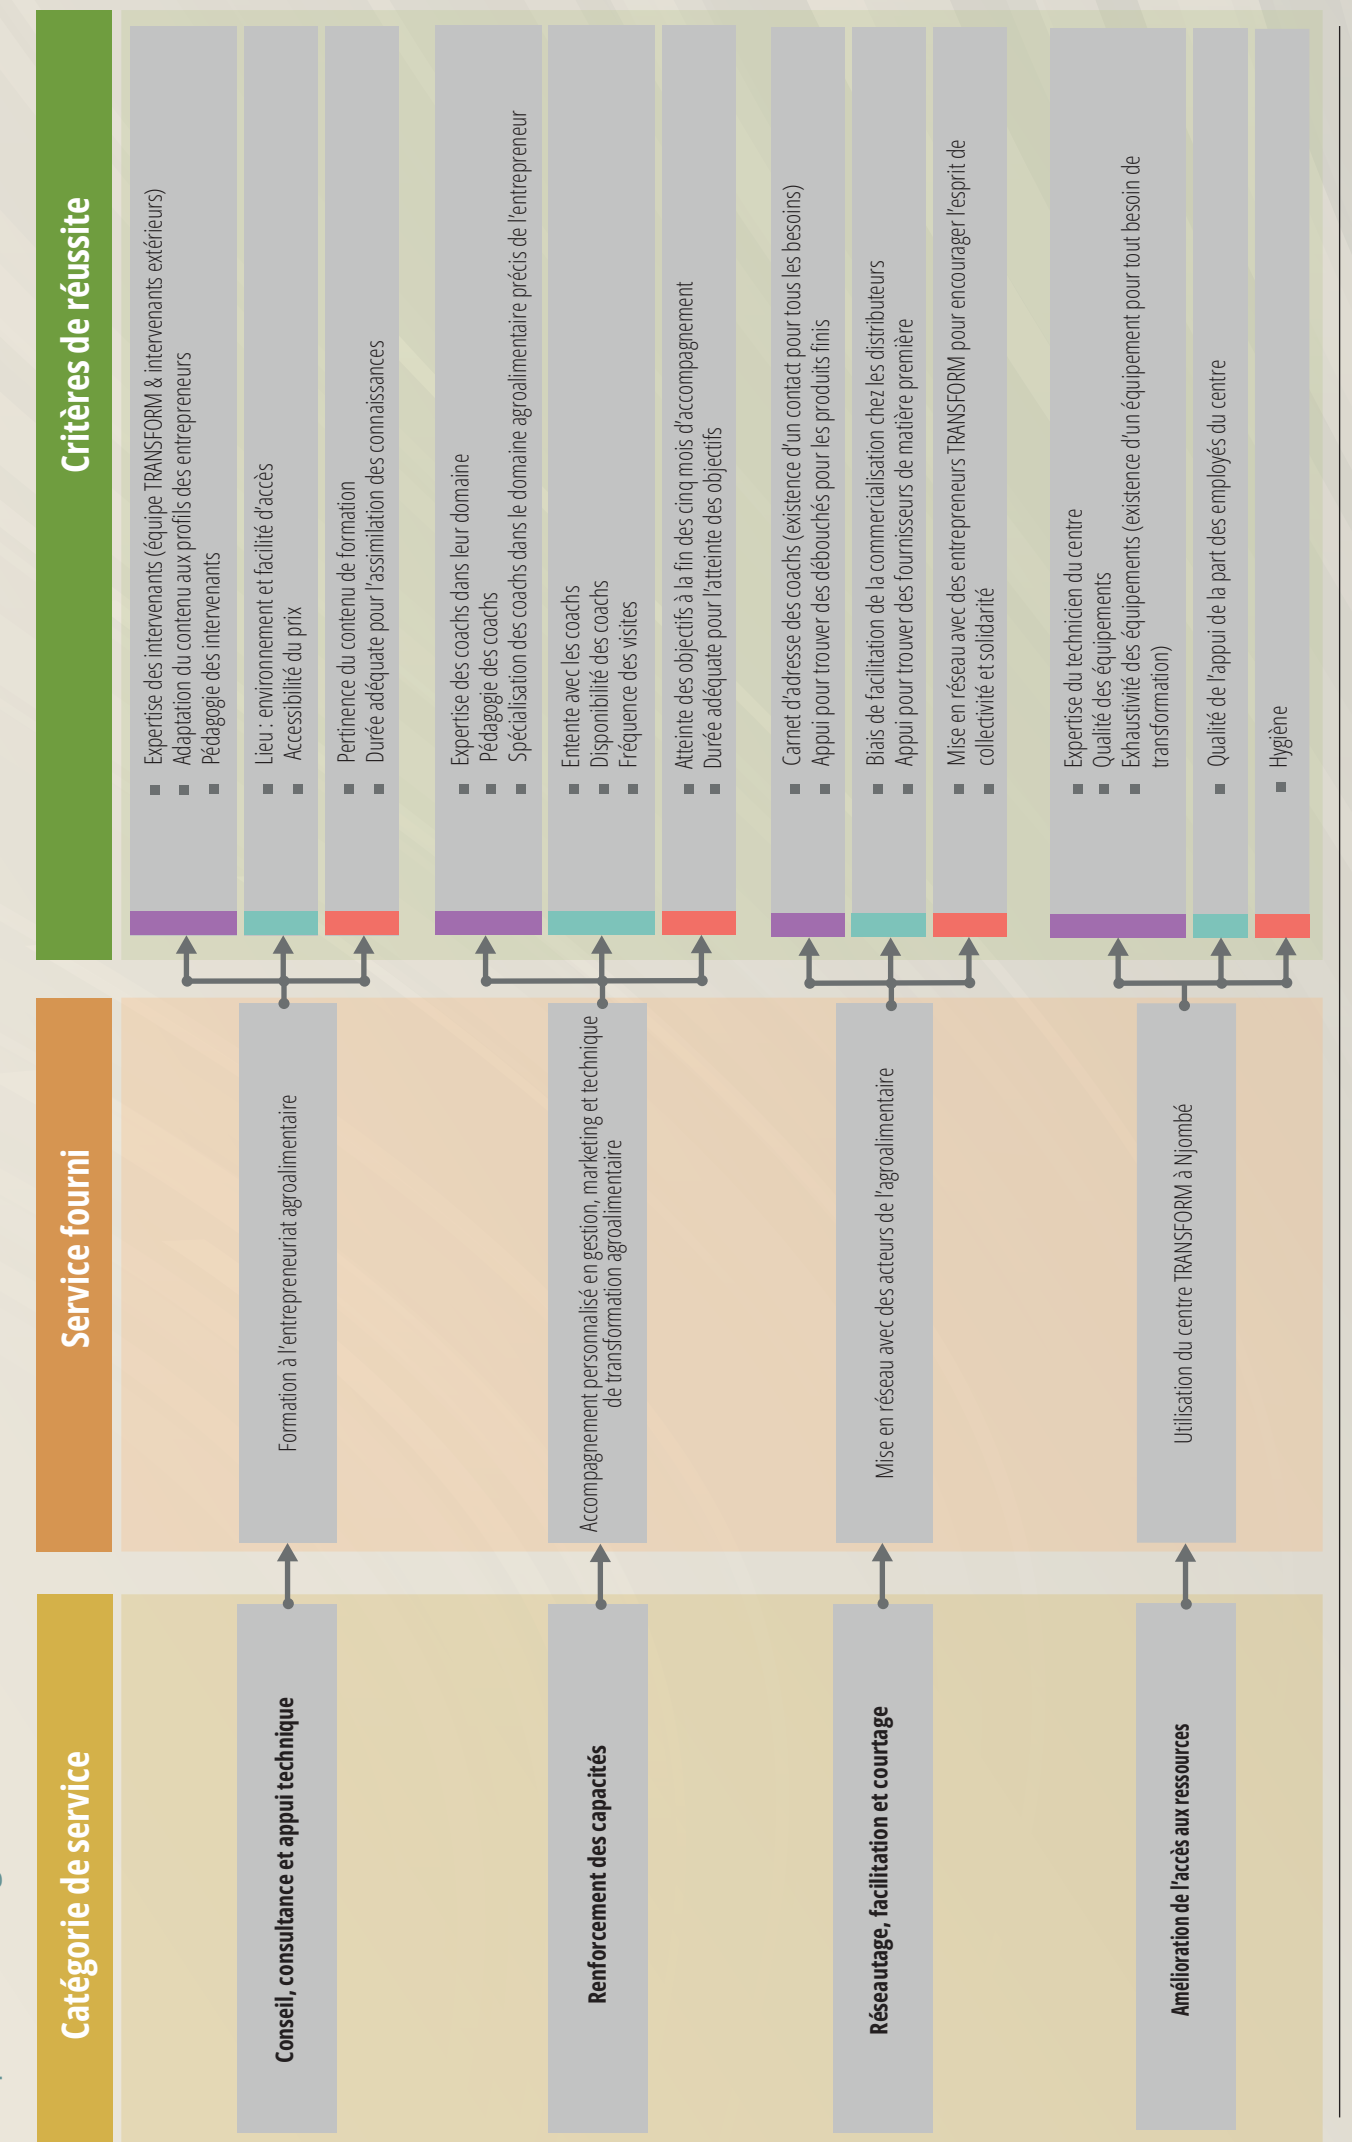 Catégorie de service
Service fourni
Critères de réussite
Conseil, consultance et appui technique
Formation à l'entrepreneuriat agroalimentaire
Expertise des intervenants (équipe TRANSFORM & intervenants extérieurs)
Adaptation du contenu aux profils des entrepreneurs
Pédagogie des intervenants
Lieu : environnement et facilité d'accès
Accessibilité du prix
Pertinence du contenu de formation
Durée adéquate pour l'assimilation des connaissances
Renforcement des capacités
Accompagnement personnalisé en gestion, marketing et technique
de transformation agroalimentaire
Expertise des coachs dans leur domaine
Pédagogie des coachs
Spécialisation des coachs dans le domaine agroalimentaire précis de l'entrepreneur
Entente avec les coachs
Disponibilité des coachs
Fréquence des visites
Atteinte des objectifs à la fin des cinq mois d'accompagnement
Durée adéquate pour l'atteinte des objectifs
Réseautage, facilitation et courtage
Mise en réseau avec des acteurs de l'agroalimentaire
Carnet d'adresse des coachs (existence d'un contact pour tous les besoins)
Appui pour trouver des débouchés pour les produits finis
Biais de facilitation de la commercialisation chez les distributeurs
Appui pour trouver des fournisseurs de matière première
Mise en réseau avec des entrepreneurs TRANSFORM pour encourager l'esprit de
collectivité et solidarité
Amélioration de l'accès aux ressources
Utilisation du centre TRANSFORM à Njombé
Expertise du technicien du centre
Qualité des équipements
Exhaustivité des équipements (existence d'un équipement pour tout besoin de
transformation)
Qualité de l'appui de la part des employés du centre
Hygiène